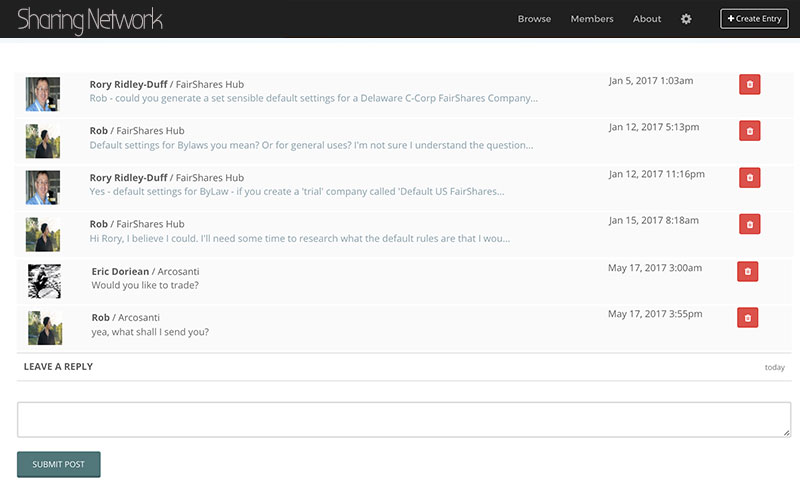 Sharing Network
Browse Members About + Create Entry
Rory Ridley-Duff / FairShares Hub Jan 5, 2017 1:03am
Rob - could you generate a set sensible default settings for a Delaware C-Corp FairShares Company...
Rob / FairShares Hub Jan 12, 2017 5:13pm
Default settings for Bylaws you mean? Or for general uses? I'm not sure I understand the question...
Rory Ridley-Duff / FairShares Hub Jan 12, 2017 11:16pm
Yes - default settings for ByLaw - if you create a 'trial' company called 'Default US FairShares...
Rob / FairShares Hub Jan 15, 2017 8:18am
Hi Rory, I believe I could. I'll need some time to research what the default rules are that I wou...
Eric Doriean / Arcosanti May 17, 2017 3:00am
Would you like to trade?
Rob / Arcosanti May 17, 2017 3:55pm
yea, what shall I send you?
LEAVE A REPLY today
SUBMIT POST